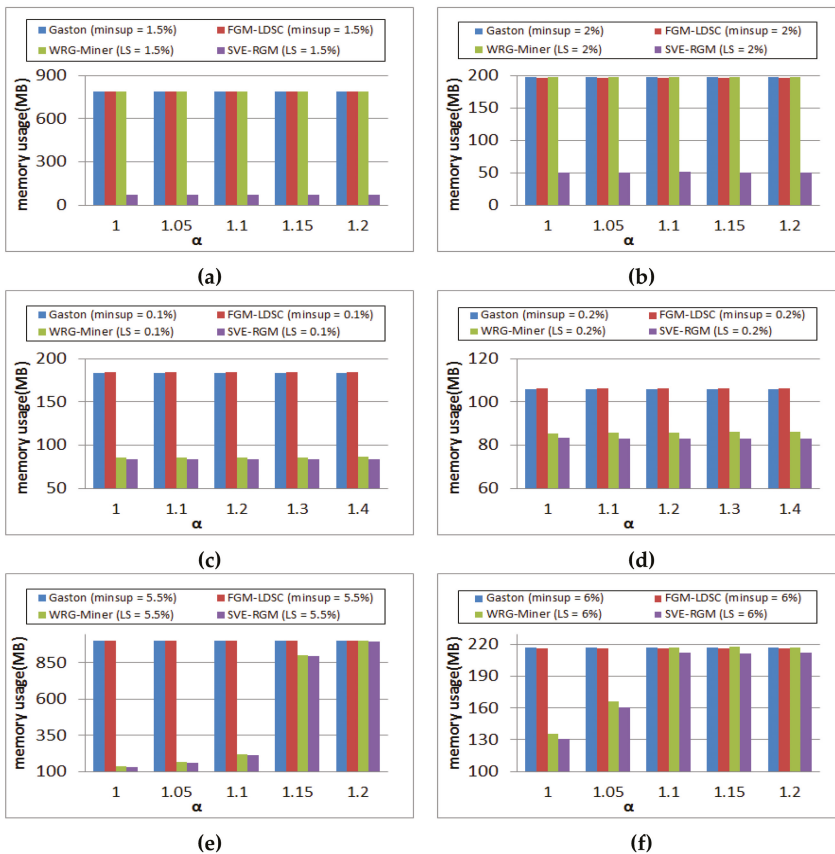 Gaston (minsup = 1.5%) FGM-LDSC (minsup = 1.5%)
WRG-Miner (LS = 1.5%) SVE-RGM (LS = 1.5%)
memory usage(MB)
900
600
300
0
1 1.05 1.1 1.15 1.2
α
(a)
Gaston (minsup = 2%) FGM-LDSC (minsup = 2%)
WRG-Miner (LS = 2%) SVE-RGM (LS = 2%)
memory usage(MB)
200
150
100
50
0
1 1.05 1.1 1.15 1.2
α
(b)
Gaston (minsup = 0.1%) FGM-LDSC (minsup = 0.1%)
WRG-Miner (LS = 0.1%) SVE-RGM (LS = 0.1%)
memory usage(MB)
200
150
100
50
1 1.1 1.2 1.3 1.4
α
(c)
Gaston (minsup = 0.2%) FGM-LDSC (minsup = 0.2%)
WRG-Miner (LS = 0.2%) SVE-RGM (LS = 0.2%)
memory usage(MB)
120
100
80
60
1 1.1 1.2 1.3 1.4
α
(d)
Gaston (minsup = 5.5%) FGM-LDSC (minsup = 5.5%)
WRG-Miner (LS = 5.5%) SVE-RGM (LS = 5.5%)
memory usage(MB)
850
600
350
100
1 1.05 1.1 1.15 1.2
α
(e)
Gaston (minsup = 6%) FGM-LDSC (minsup = 6%)
WRG-Miner (LS = 6%) SVE-RGM (LS = 6%)
memory usage(MB)
220
190
160
130
100
1 1.05 1.1 1.15 1.2
α
(f)